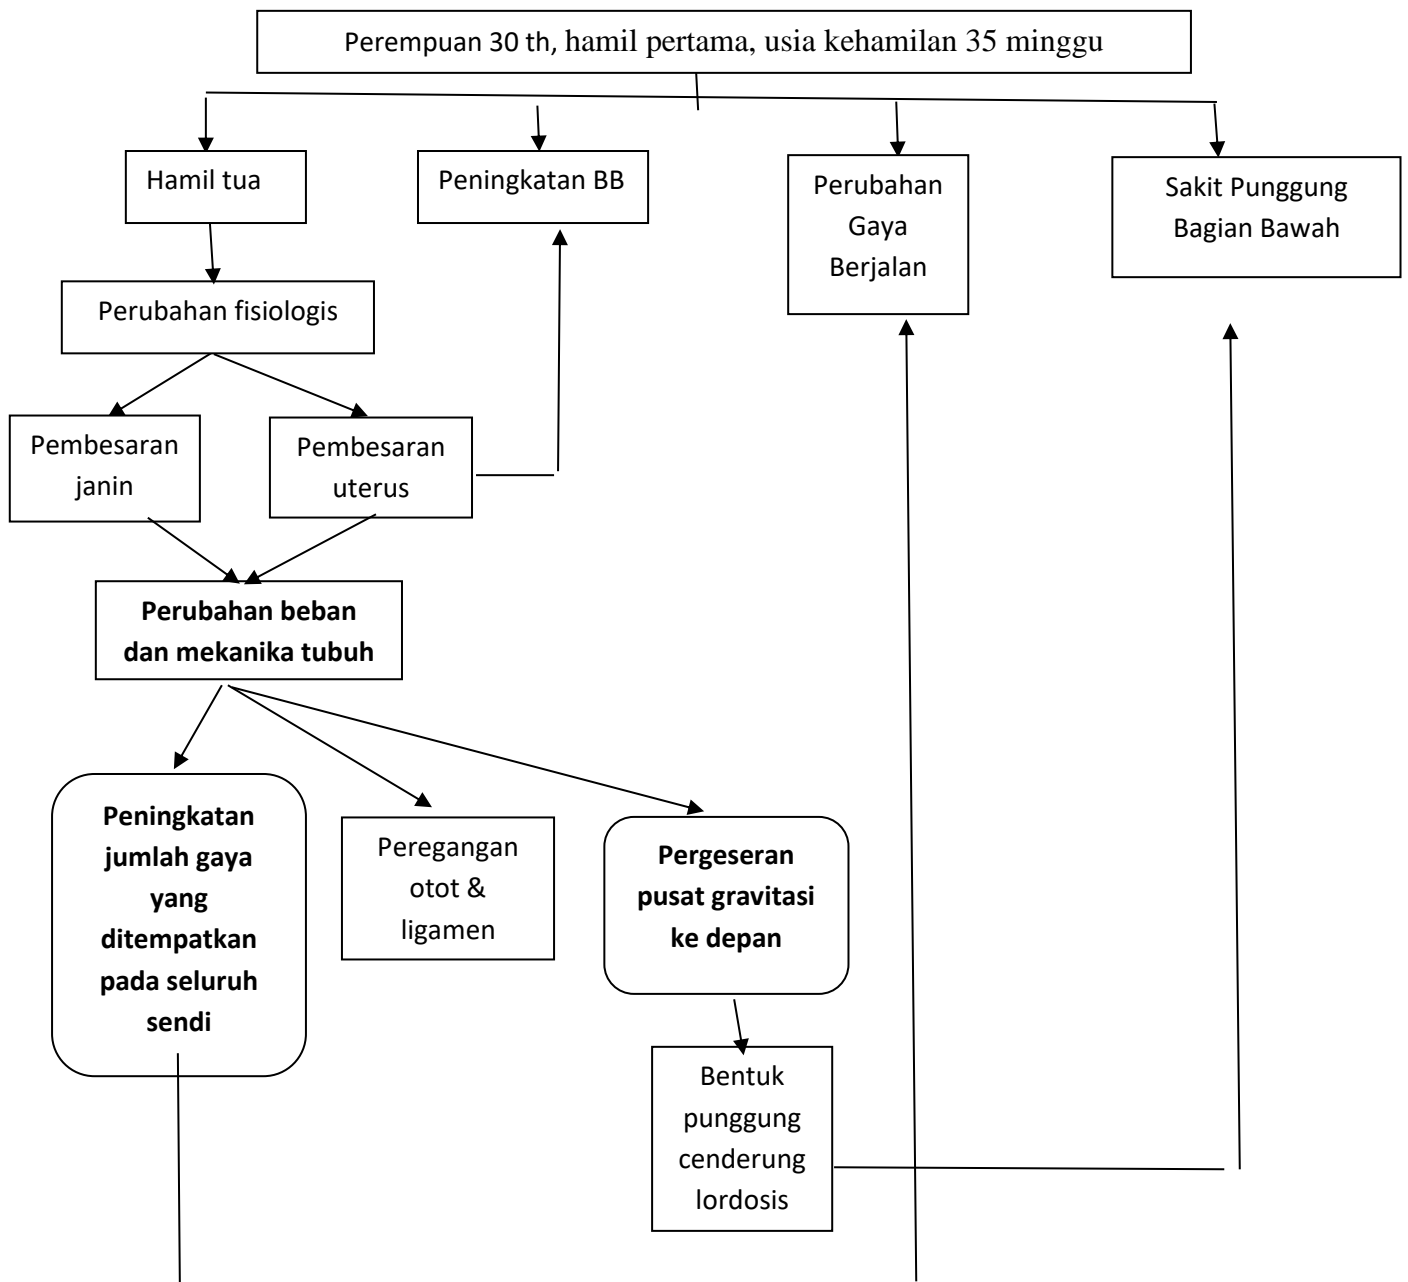 Perempuan 30 th, hamil pertama, usia kehamilan 35 minggu
Hamil tua
Peningkatan BB
Perubahan
Gaya
Berjalan
Sakit Punggung
Bagian Bawah
Perubahan fisiologis
Pembesaran
janin
Pembesaran
uterus
Perubahan beban
dan mekanika tubuh
Peningkatan
jumlah gaya
yang
ditempatkan
pada seluruh
sendi
Peregangan
otot &
ligamen
Pergeseran
pusat gravitasi
ke depan
Bentuk
punggung
cenderung
lordosis